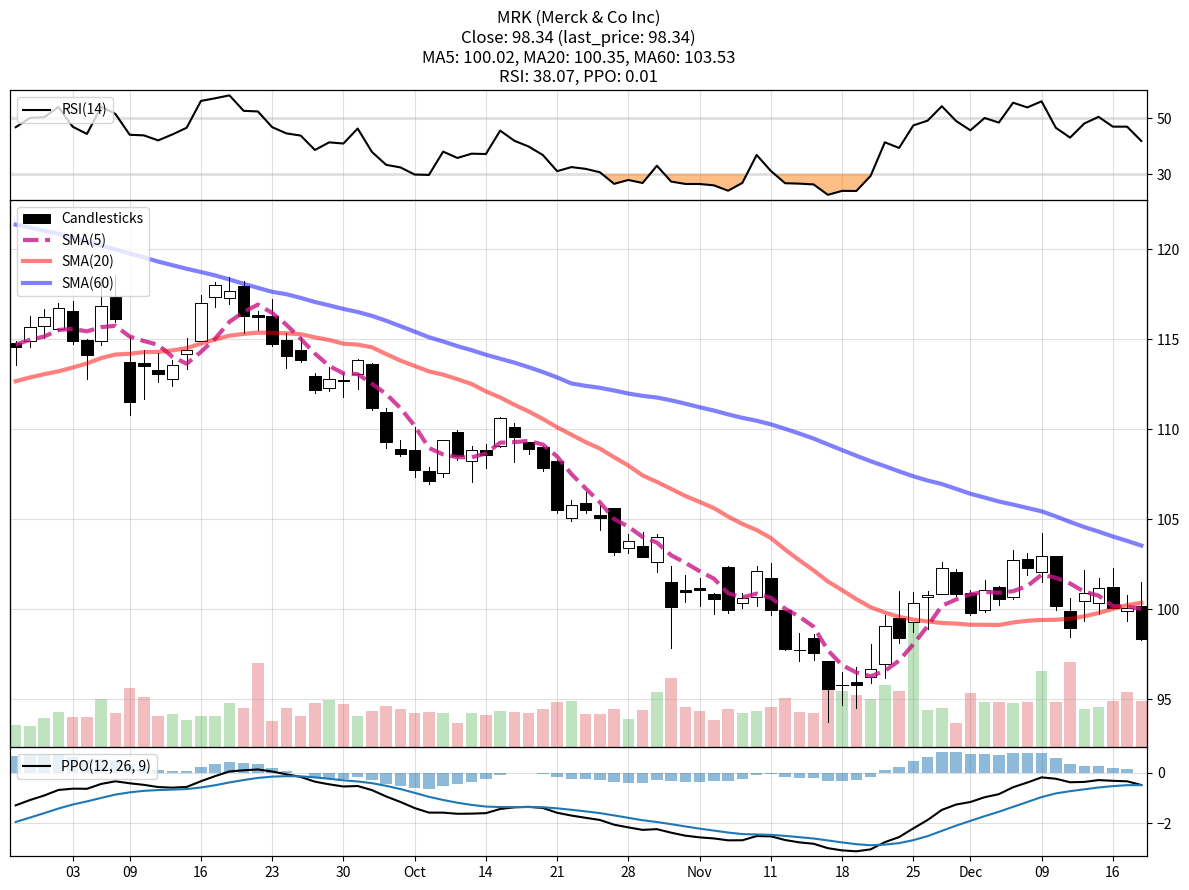 MRK (Merck & Co Inc)
Close: 98.34 (last_price: 98.34)
MA5: 100.02, MA20: 100.35, MA60: 103.53
RSI: 38.07, PPO: 0.01
RSI(14)
50
30
Candlesticks
SMA(5)
SMA(20)
SMA(60)
120
115
110
105
100
95
PPO(12, 26, 9)
0
−2
03 09 16 23 30 Oct 14 21 28 Nov 11 18 25 Dec 09 16